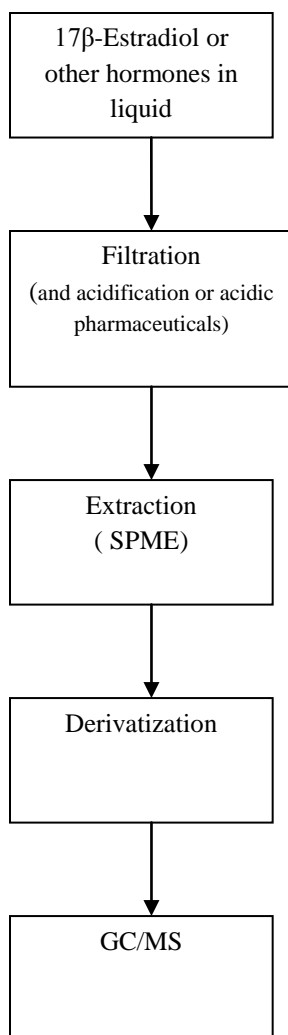 17β-Estradiol or
other hormones in
liquid
Filtration
(and acidification or acidic
pharmaceuticals)
Extraction
( SPME)
Derivatization
GC/MS